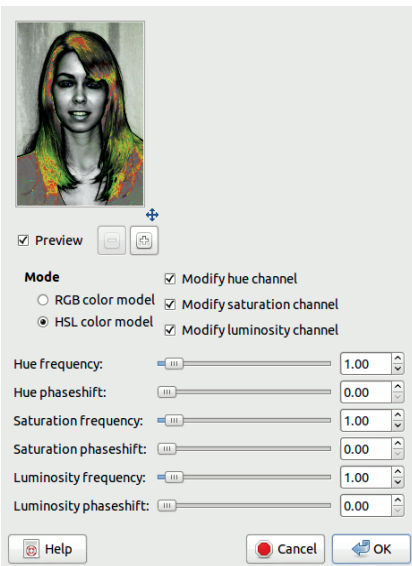 Preview
Mode
Modify hue channel
RGB color model
Modify saturation channel
HSL color model
Modify luminosity channel
Hue frequency: 1.00
Hue phaseshift: 0.00
Saturation frequency: 1.00
Saturation phaseshift: 0.00
Luminosity frequency: 1.00
Luminosity phaseshift: 0.00
Help Cancel OK